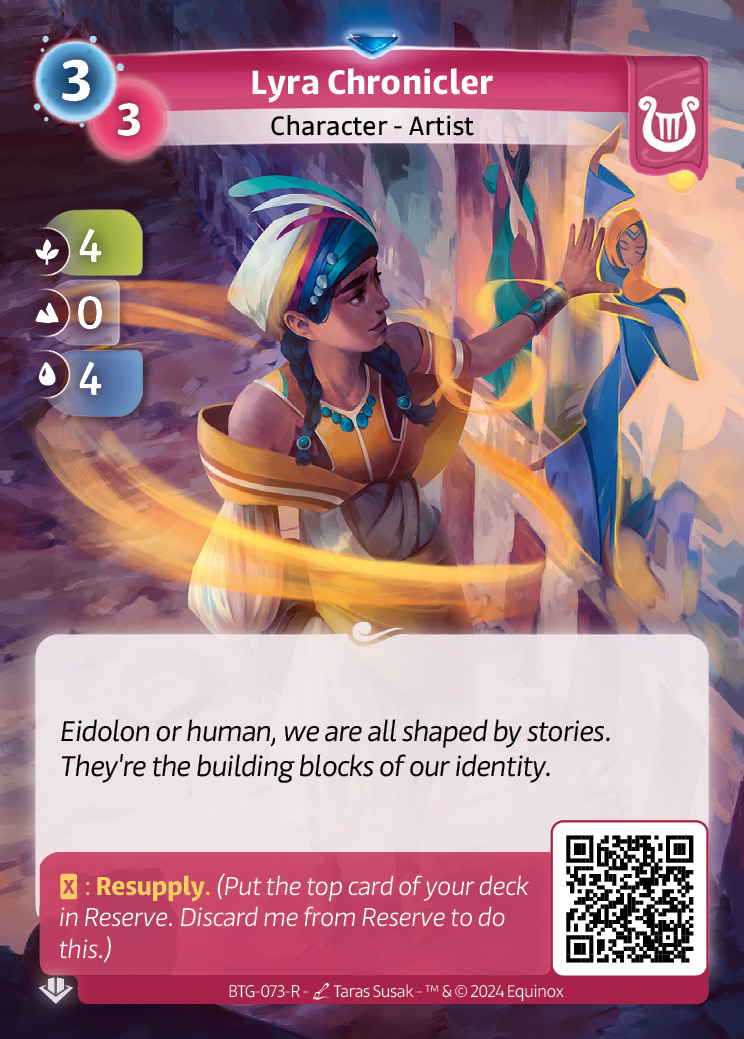 3
Lyra Chronicler
3
Character - Artist
4
0
4
Eidolon or human, we are all shaped by stories.
They're the building blocks of our identity.
X : Resupply. (Put the top card of your deck
in Reserve. Discard me from Reserve to do
this.)
BTG-073-R - Taras Susak - ™ & © 2024 Equinox